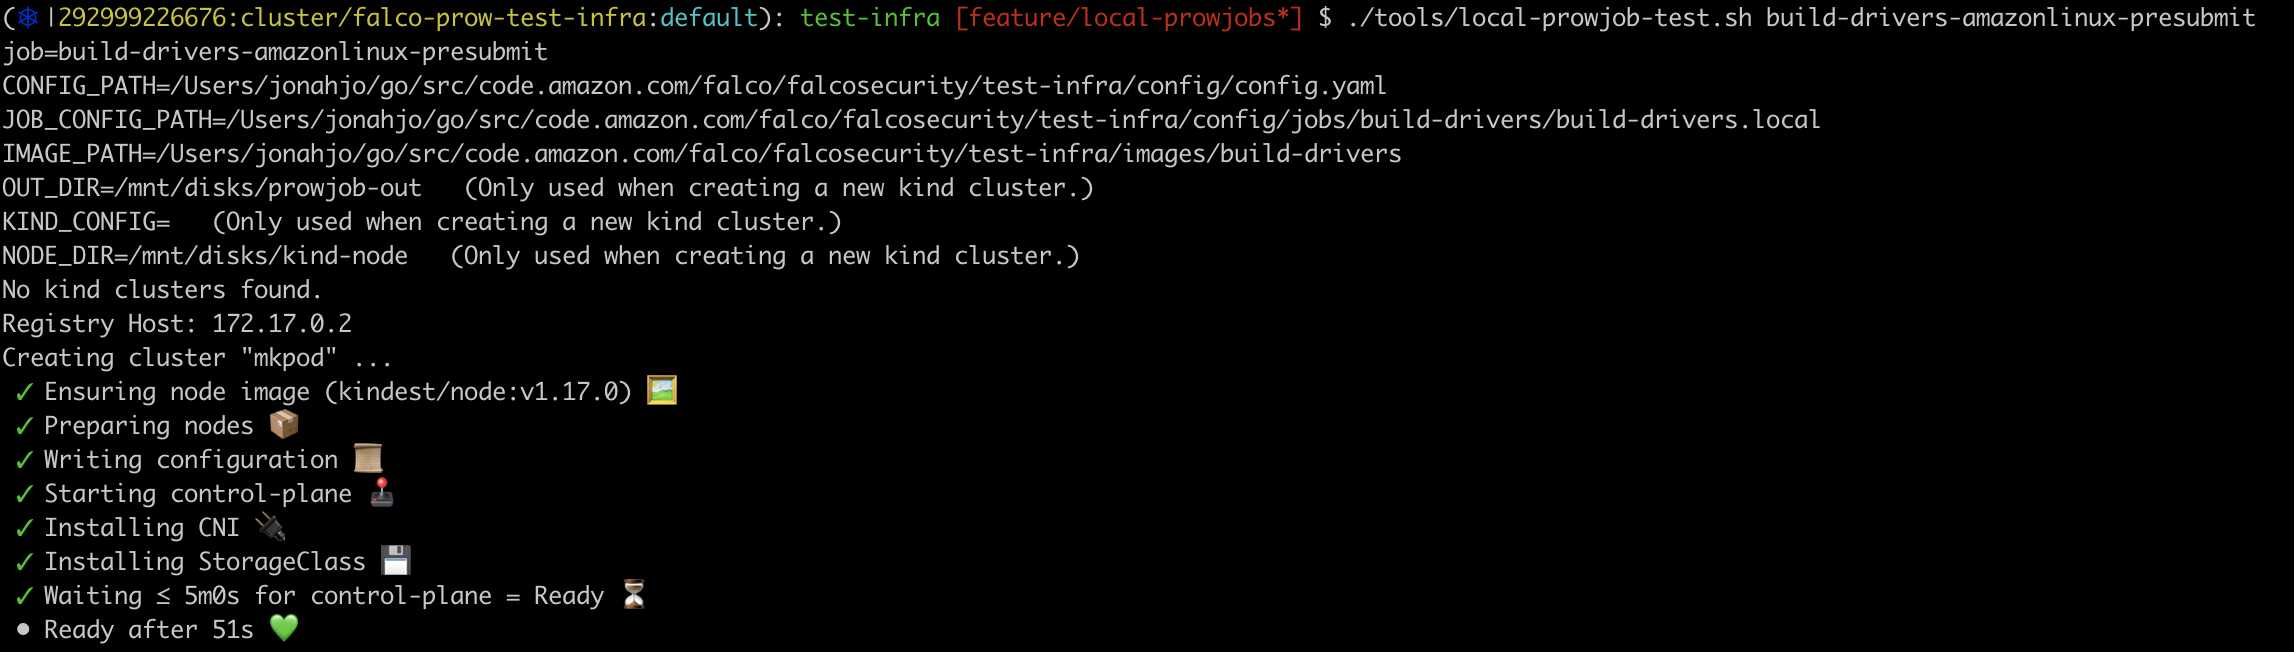 (⎈ |292999226676:cluster/falco-prow-test-infra:default): test-infra [feature/local-prowjobs*] $ ./tools/local-prowjob-test.sh build-drivers-amazonlinux-presubmit
job=build-drivers-amazonlinux-presubmit
CONFIG_PATH=/Users/jonahjo/go/src/code.amazon.com/falco/falcosecurity/test-infra/config/config.yaml
JOB_CONFIG_PATH=/Users/jonahjo/go/src/code.amazon.com/falco/falcosecurity/test-infra/config/jobs/build-drivers/build-drivers.local
IMAGE_PATH=/Users/jonahjo/go/src/code.amazon.com/falco/falcosecurity/test-infra/images/build-drivers
OUT_DIR=/mnt/disks/prowjob-out   (Only used when creating a new kind cluster.)
KIND_CONFIG=   (Only used when creating a new kind cluster.)
NODE_DIR=/mnt/disks/kind-node   (Only used when creating a new kind cluster.)
No kind clusters found.
Registry Host: 172.17.0.2
Creating cluster "mkpod" ...
✓ Ensuring node image (kindest/node:v1.17.0) 🖼
✓ Preparing nodes 📦
✓ Writing configuration 📜
✓ Starting control-plane 🕹️
✓ Installing CNI 🔌
✓ Installing StorageClass 💾
✓ Waiting ≤ 5m0s for control-plane = Ready ⏳
• Ready after 51s 💚